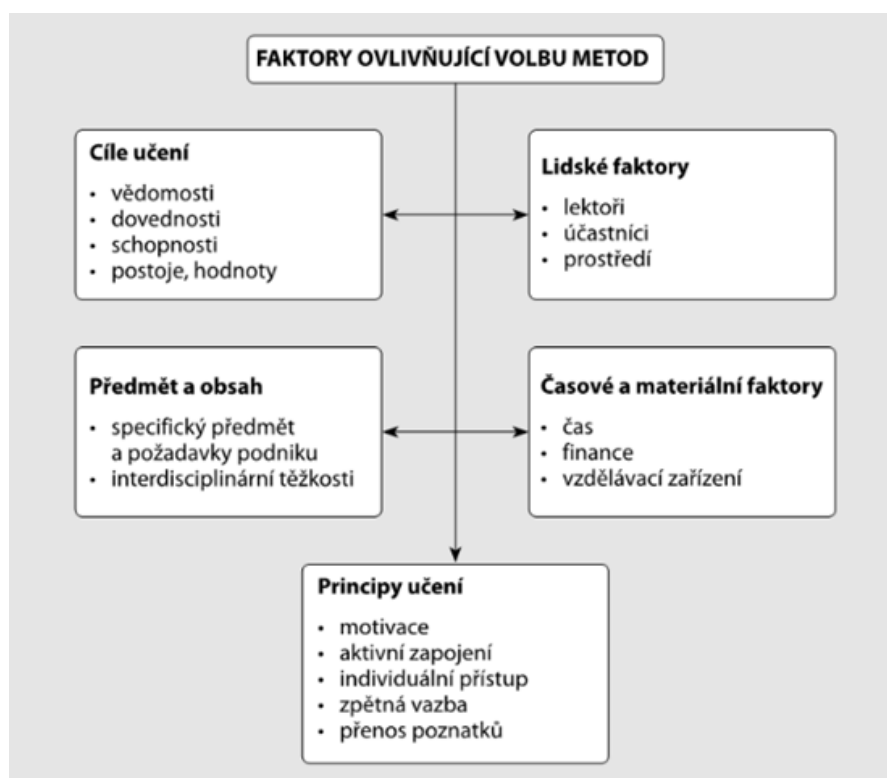 FAKTORY OVLIVŇUJÍCÍ VOLBU METOD
Cíle učení
• vědomosti
• dovednosti
• schopnosti
• postoje, hodnoty
Lidské faktory
• lektoři
• účastníci
• prostředí
Předmět a obsah
• specifický předmět
a požadavky podniku
• interdisciplinární těžkosti
Časové a materiální faktory
• čas
• finance
• vzdělávací zařízení
Principy učení
• motivace
• aktivní zapojení
• individuální přístup
• zpětná vazba
• přenos poznatků